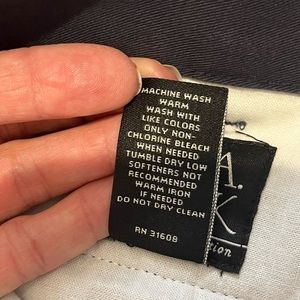 MACHINE WASH
WARM
WASH WITH
LIKE COLORS
ONLY NON-
CHLORINE BLEACH
WHEN NEEDED
TUMBLE DRY LOW
SOFTENERS NOT
RECOMMENDED
WARM IRON
IF NEEDED
DO NOT DRY CLEAN
RN 31608
A.
K